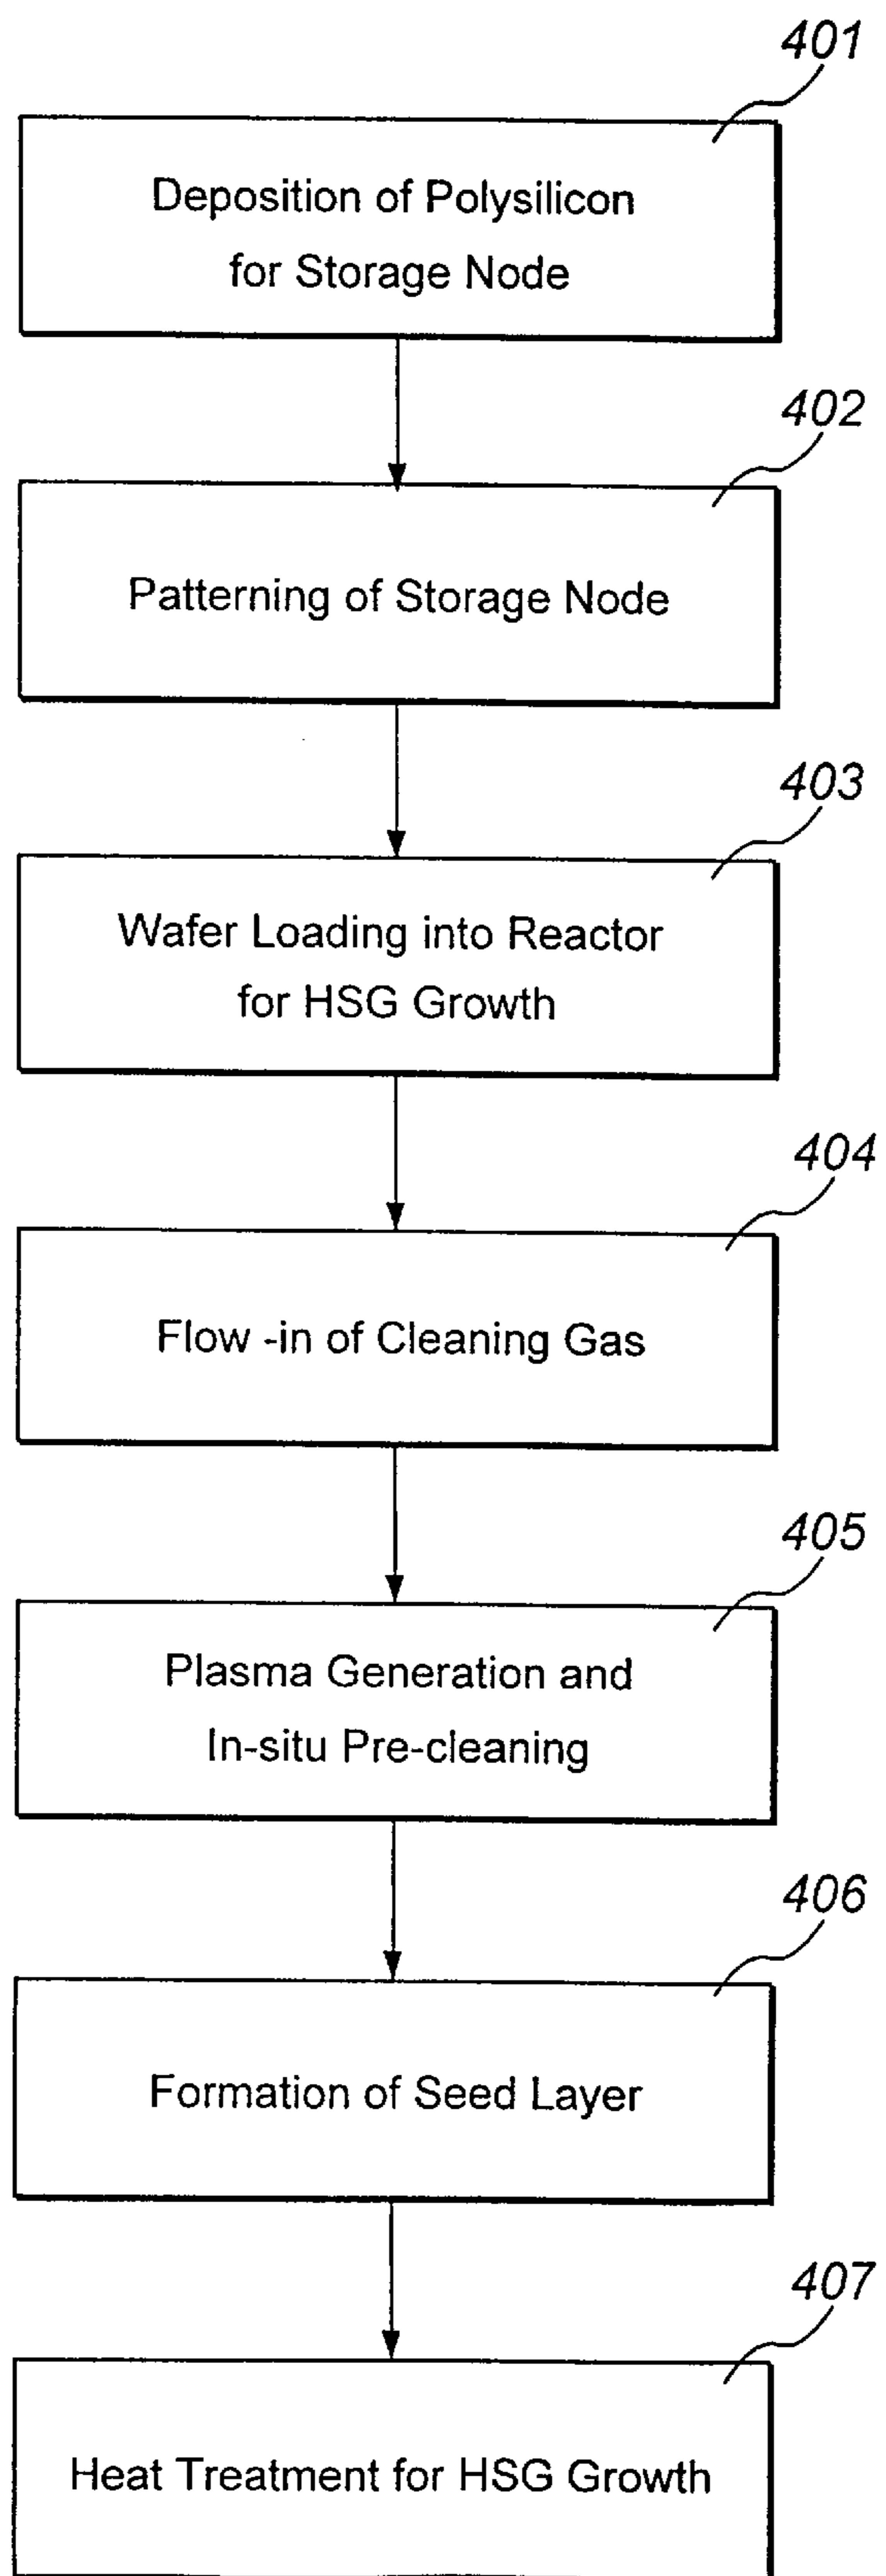 401
Deposition of Polysilicon
for Storage Node
402
Patterning of Storage Node
403
Wafer Loading into Reactor
for HSG Growth
404
Flow -in of Cleaning Gas
405
Plasma Generation and
In-situ Pre-cleaning
406
Formation of Seed Layer
407
Heat Treatment for HSG Growth